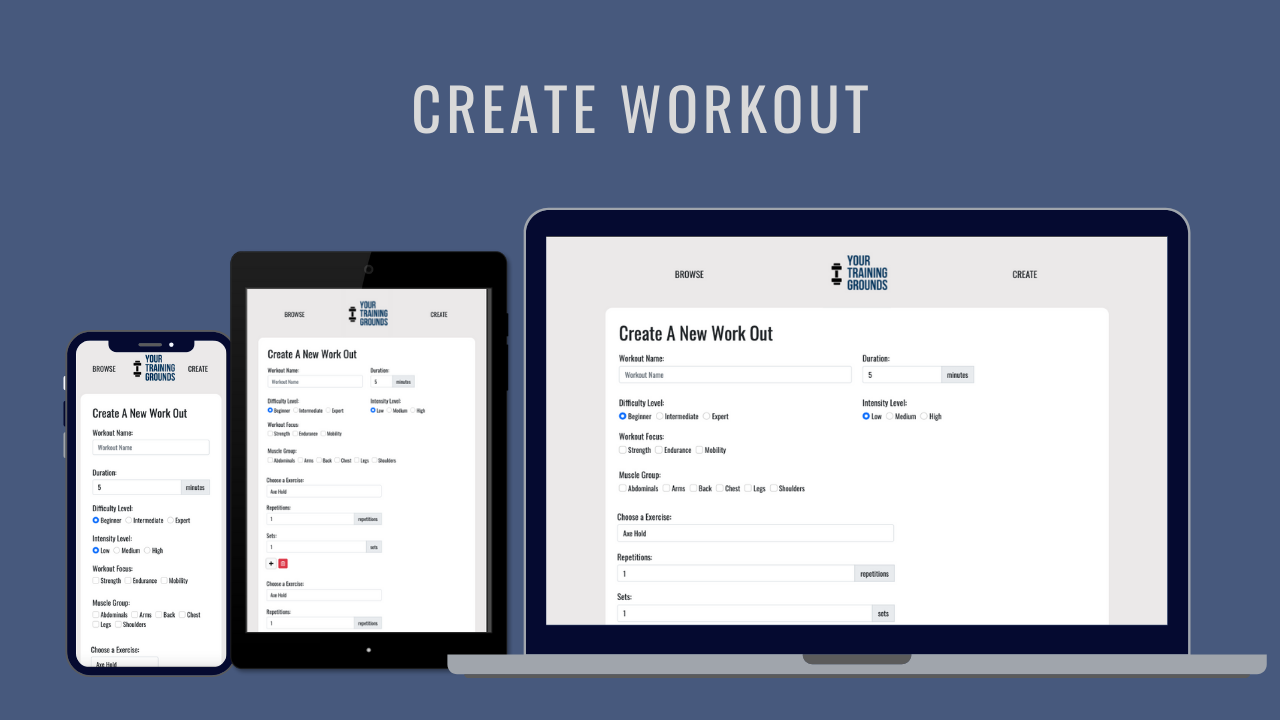 CREATE WORKOUT
BROWSE
YOUR
TRAINING
GROUNDS
CREATE
Create A New Work Out
Workout Name:
Workout Name
Duration:
5 minutes
Difficulty Level:
Beginner Intermediate Expert
Intensity Level:
Low Medium High
Workout Focus:
Strength Endurance Mobility
Muscle Group:
Abdominals Arms Back Chest
Legs Shoulders
Choose a Exercise:
Axe Hold
BROWSE
YOUR
TRAINING
GROUNDS
CREATE
Create A New Work Out
Workout Name: Duration:
Workout Name 5 minutes
Difficulty Level: Intensity Level:
Beginner Intermediate Expert Low Medium High
Workout Focus:
Strength Endurance Mobility
Muscle Group:
Abdominals Arms Back Chest Legs Shoulders
Choose a Exercise:
Axe Hold
Repetitions:
1 repetitions
Sets:
1 sets
Choose a Exercise:
Axe Hold
Repetitions:
1 repetitions
BROWSE
YOUR
TRAINING
GROUNDS
CREATE
Create A New Work Out
Workout Name: Duration:
Workout Name 5 minutes
Difficulty Level: Intensity Level:
Beginner Intermediate Expert Low Medium High
Workout Focus:
Strength Endurance Mobility
Muscle Group:
Abdominals Arms Back Chest Legs Shoulders
Choose a Exercise:
Axe Hold
Repetitions:
1 repetitions
Sets:
1 sets